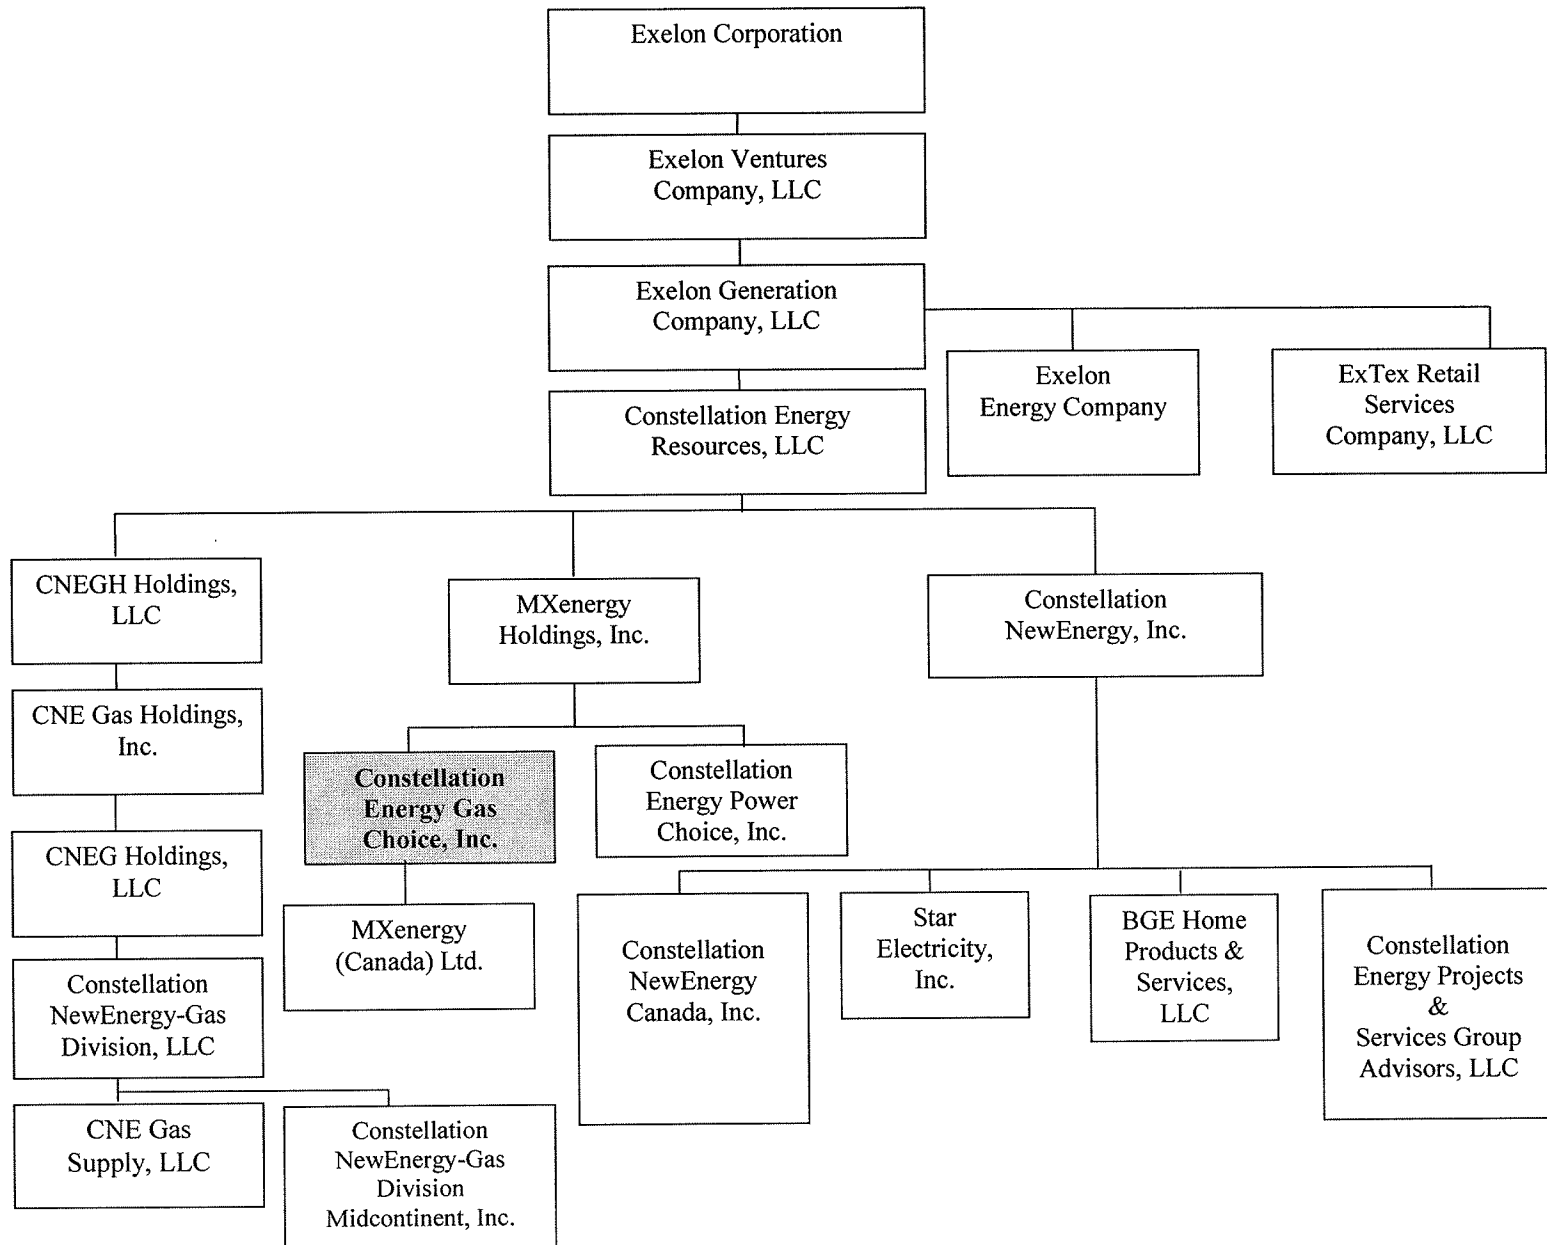 Exelon Corporation
Exelon Ventures
Company, LLC
Exelon Generation
Company, LLC
Exelon
Energy Company
ExTex Retail
Services
Company, LLC
Constellation Energy
Resources, LLC
CNEGH Holdings,
LLC
MXenergy
Holdings, Inc.
Constellation
NewEnergy, Inc.
CNE Gas Holdings,
Inc.
Constellation
Energy Gas
Choice, Inc.
Constellation
Energy Power
Choice, Inc.
CNEG Holdings,
LLC
MXenergy
(Canada) Ltd.
Constellation
NewEnergy
Canada, Inc.
Star
Electricity,
Inc.
BGE Home
Products &
Services,
LLC
Constellation
Energy Projects
&
Services Group
Advisors, LLC
Constellation
NewEnergy-Gas
Division, LLC
CNE Gas
Supply, LLC
Constellation
NewEnergy-Gas
Division
Midcontinent, Inc.